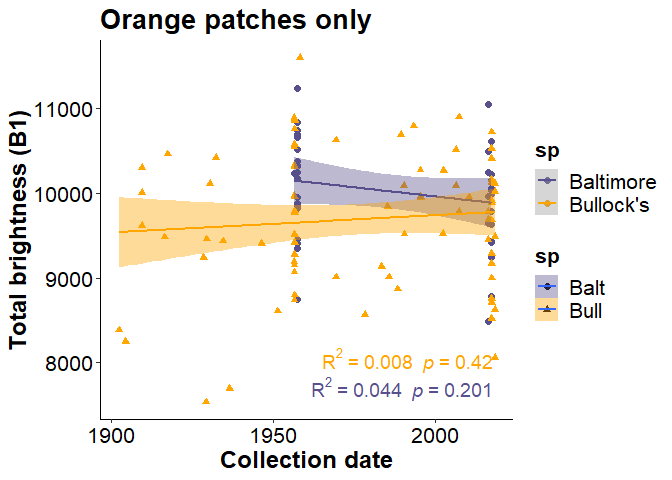 Orange patches only
Total brightness (B1)
11000
10000
9000
8000
1900
1950
2000
Collection date
R² = 0.008 p = 0.42
R² = 0.044 p = 0.201
sp
Baltimore
Bullock's
sp
Balt
Bull